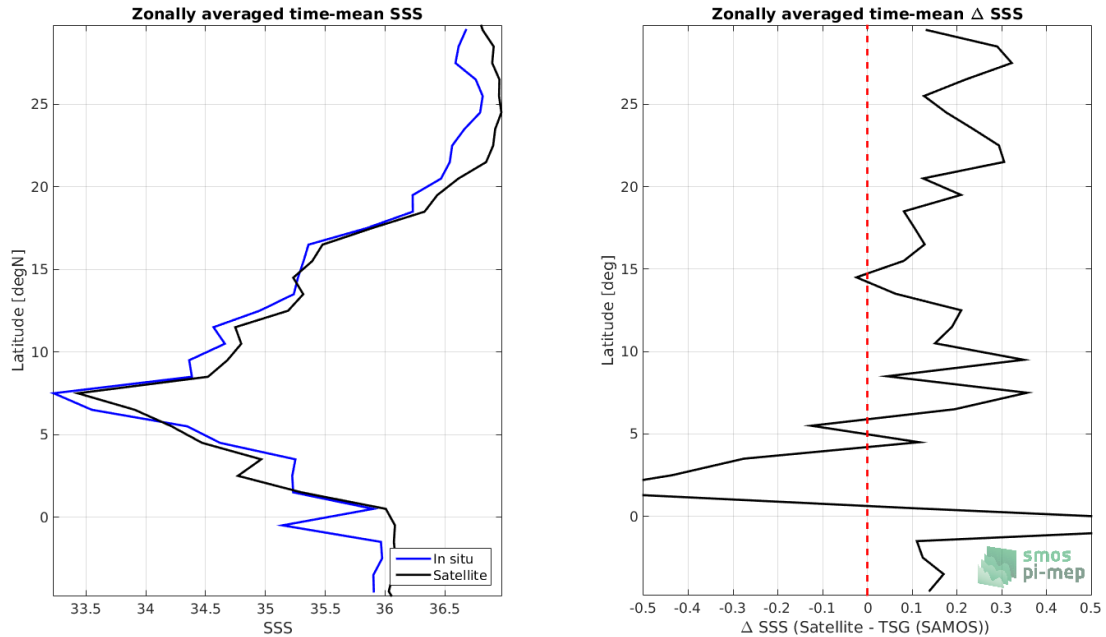 Zonally averaged time-mean SSS
25
20
15
10
5
0
Latitude [degN]
33.5 34 34.5 35 35.5 36 36.5
SSS
In situ
Satellite
Zonally averaged time-mean Δ SSS
25
20
15
10
5
0
Latitude [deg]
-0.5 -0.4 -0.3 -0.2 -0.1 0 0.1 0.2 0.3 0.4 0.5
Δ SSS (Satellite - TSG (SAMOS))
smos
pi-mep